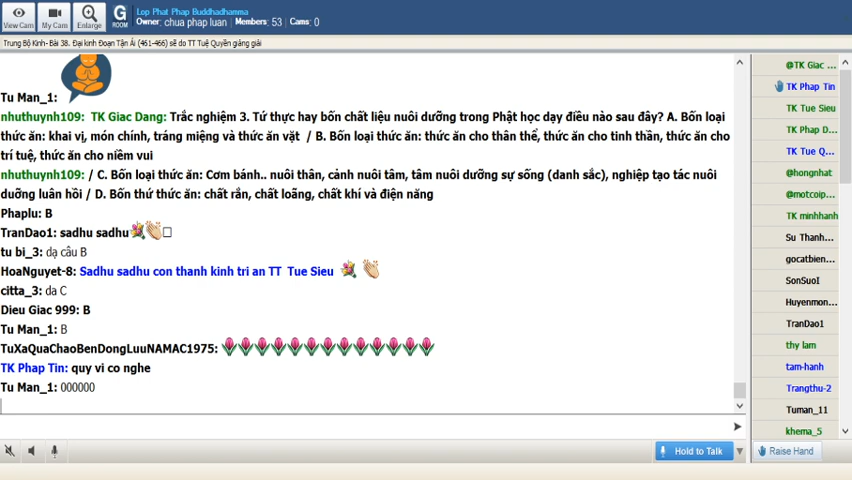 Lop Phat Phap Buddhadhamma
Owner: chua phap luan Members: 53 Cams: 0
View Cam My Cam Enlarge G ROOM
Trung Bộ Kinh- Bài 38. Đại kinh Đoạn Tận Ái (461-466) sẽ do TT Tuệ Quyền giảng giải
Tu Man_1:
nhuthuynh109: TK Giac Dang: Trắc nghiệm 3. Tứ thực hay bốn chất liệu nuôi dưỡng trong Phật học dạy điều nào sau đây? A. Bốn loại
thức ăn: khai vị, món chính, tráng miệng và thức ăn vặt / B. Bốn loại thức ăn: thức ăn cho thân thể, thức ăn cho tinh thần, thức ăn cho
trí tuệ, thức ăn cho niềm vui
nhuthuynh109: / C. Bốn loại thức ăn: Cơm bánh.. nuôi thân, cảnh nuôi tâm, tâm nuôi dưỡng sự sống (danh sắc), nghiệp tạo tác nuôi
dưỡng luân hồi / D. Bốn thứ thức ăn: chất rắn, chất loãng, chất khí và điện năng
Phaplu: B
TranDao1: sadhu sadhu
tu bi_3: dạ câu B
HoaNguyet-8: Sadhu sadhu con thanh kinh tri an TT Tue Sieu
citta_3: da C
Dieu Giac 999: B
Tu Man_1: B
TuXaQuaChaoBenDongLuuNAMAC1975:
TK Phap Tin: quy vi co nghe
Tu Man_1: 000000
Hold to Talk
@TK Giac ...
TK Phap Tin
TK Tue Sieu
TK Phap D...
TK Tue Q...
@hongnhat
@motcoip...
TK minhhanh
Su Thanh...
gocatbien...
SonSuoI
Huyenmon...
TranDao1
thy lam
tam-hanh
Trangthu-2
Tuman_11
khema_5
Raise Hand